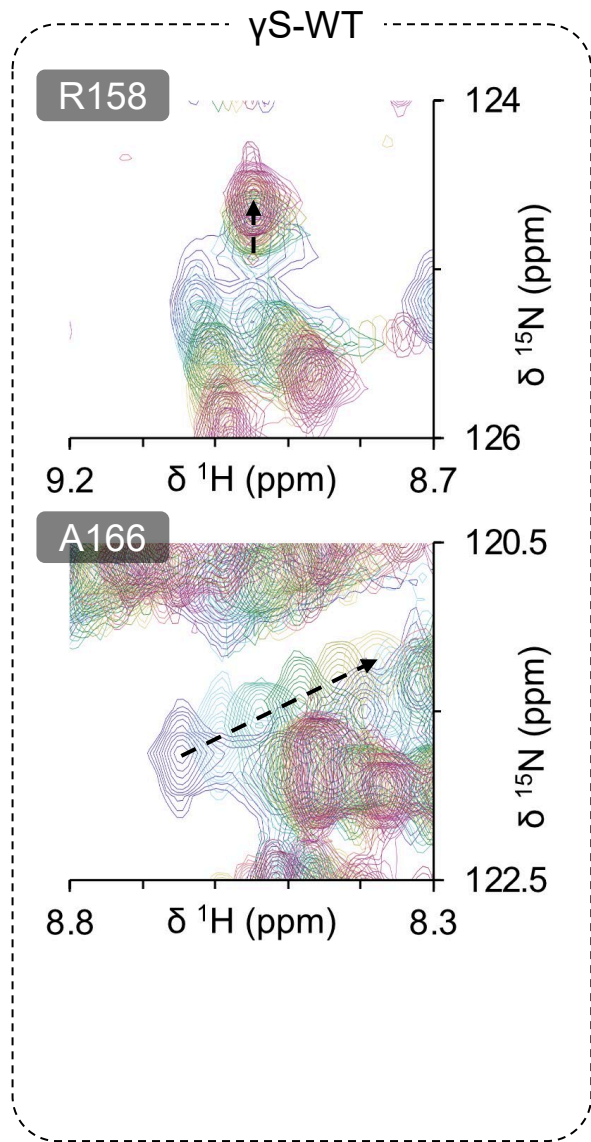 γS-WT
R158
124
δ ¹⁵N (ppm)
126
9.2 δ ¹H (ppm) 8.7
A166
120.5
δ ¹⁵N (ppm)
122.5
8.8 δ ¹H (ppm) 8.3